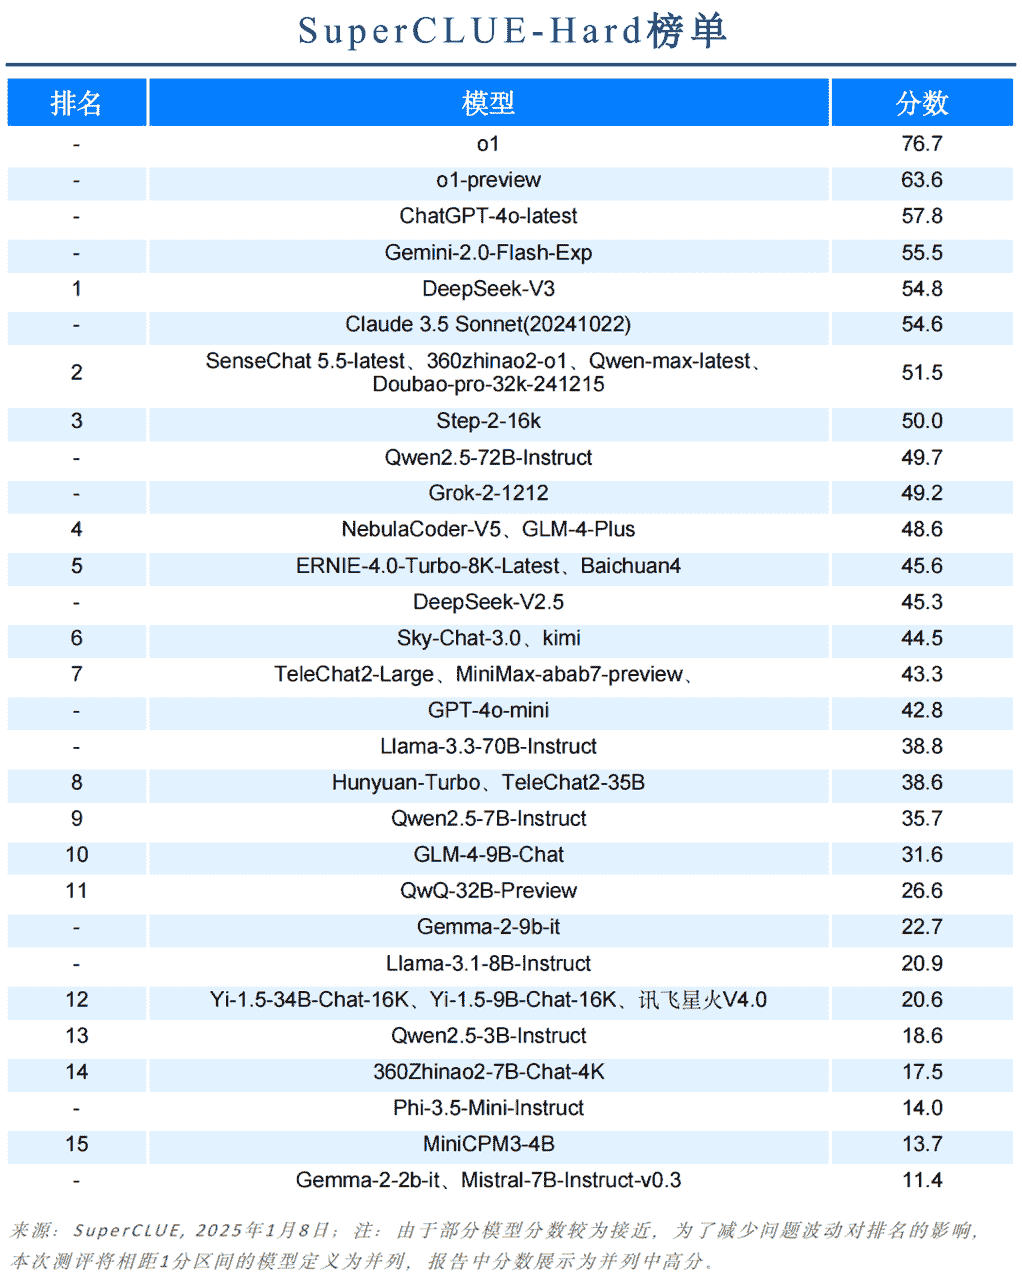 SuperCLUE-Hard榜单
排名 模型 分数
- o1 76.7
- o1-preview 63.6
- ChatGPT-4o-latest 57.8
- Gemini-2.0-Flash-Exp 55.5
1 DeepSeek-V3 54.8
- Claude 3.5 Sonnet(20241022) 54.6
2 SenseChat 5.5-latest、360zhinao2-o1、Qwen-max-latest、 51.5
Doubao-pro-32k-241215
3 Step-2-16k 50.0
- Qwen2.5-72B-Instruct 49.7
- Grok-2-1212 49.2
4 NebulaCoder-V5、GLM-4-Plus 48.6
5 ERNIE-4.0-Turbo-8K-Latest、Baichuan4 45.6
- DeepSeek-V2.5 45.3
6 Sky-Chat-3.0、kimi 44.5
7 TeleChat2-Large、MiniMax-abab7-preview、 43.3
- GPT-4o-mini 42.8
- Llama-3.3-70B-Instruct 38.8
8 Hunyuan-Turbo、TeleChat2-35B 38.6
9 Qwen2.5-7B-Instruct 35.7
10 GLM-4-9B-Chat 31.6
11 QwQ-32B-Preview 26.6
- Gemma-2-9b-it 22.7
- Llama-3.1-8B-Instruct 20.9
12 Yi-1.5-34B-Chat-16K、Yi-1.5-9B-Chat-16K、讯飞星火V4.0 20.6
13 Qwen2.5-3B-Instruct 18.6
14 360Zhinao2-7B-Chat-4K 17.5
- Phi-3.5-Mini-Instruct 14.0
15 MiniCPM3-4B 13.7
- Gemma-2-2b-it、Mistral-7B-Instruct-v0.3 11.4
来源：SuperCLUE, 2025年1月8日；注：由于部分模型分数较为接近，为了减少问题波动对排名的影响，
本次测评将相距1分区间的模型定义为并列，报告中分数展示为并列中高分。